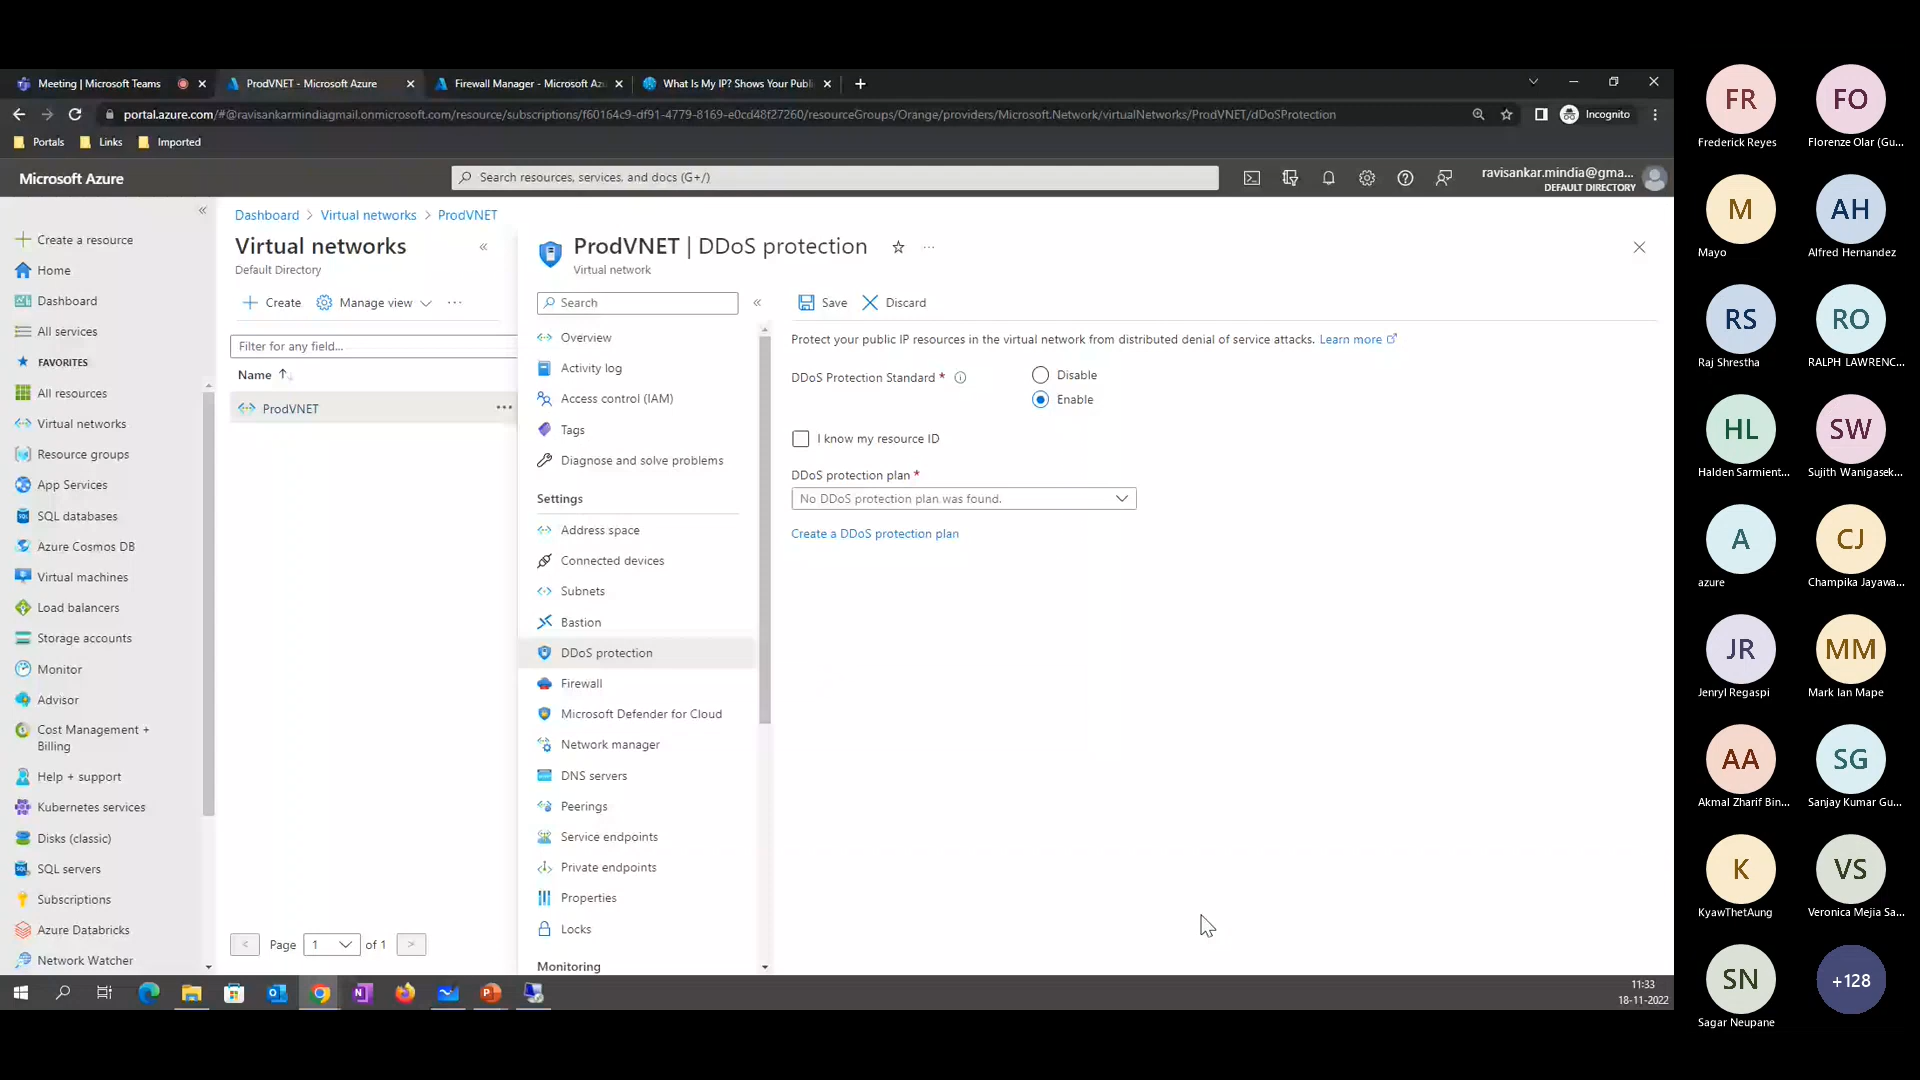 Meeting | Microsoft Teams
ProdVNET - Microsoft Azure
Firewall Manager - Microsoft Az
What Is My IP? Shows Your Publ
portal.azure.com/#@ravisankarmindiagmail.onmicrosoft.com/resource/subscriptions/f60164c9-df91-4779-8169-e0cd48f27260/resourceGroups/Orange/providers/Microsoft.Network/virtualNetworks/ProdVNET/dDoSProtection
Incognito
Portals
Links
Imported
Microsoft Azure
Search resources, services, and docs (G+/)
ravisankar.mindia@gma...
DEFAULT DIRECTORY
Create a resource
Home
Dashboard
All services
FAVORITES
All resources
Virtual networks
Resource groups
App Services
SQL databases
Azure Cosmos DB
Virtual machines
Load balancers
Storage accounts
Monitor
Advisor
Cost Management +
Billing
Help + support
Kubernetes services
Disks (classic)
SQL servers
Subscriptions
Azure Databricks
Network Watcher
Dashboard > Virtual networks > ProdVNET
Virtual networks
Default Directory
Create
Manage view
Filter for any field...
Name
ProdVNET
Page 1 of 1
ProdVNET | DDoS protection
Virtual network
Search
Overview
Activity log
Access control (IAM)
Tags
Diagnose and solve problems
Settings
Address space
Connected devices
Subnets
Bastion
DDoS protection
Firewall
Microsoft Defender for Cloud
Network manager
DNS servers
Peerings
Service endpoints
Private endpoints
Properties
Locks
Monitoring
Save
Discard
Protect your public IP resources in the virtual network from distributed denial of service attacks. Learn more
DDoS Protection Standard *
Disable
Enable
I know my resource ID
DDoS protection plan *
No DDoS protection plan was found.
Create a DDoS protection plan
11:33
18-11-2022
FR
Frederick Reyes
FO
Florenze Olar (Gu...
M
Mayo
AH
Alfred Hernandez
RS
Raj Shrestha
RO
RALPH LAWRENC...
HL
Halden Sarmient...
SW
Sujith Wanigasek...
A
azure
CJ
Champika Jayawa...
JR
Jenryl Regaspi
MM
Mark Ian Mape
AA
Akmal Zharif Bin...
SG
Sanjay Kumar Gu...
K
KyawThetAung
VS
Veronica Mejia Sa...
SN
Sagar Neupane
+128